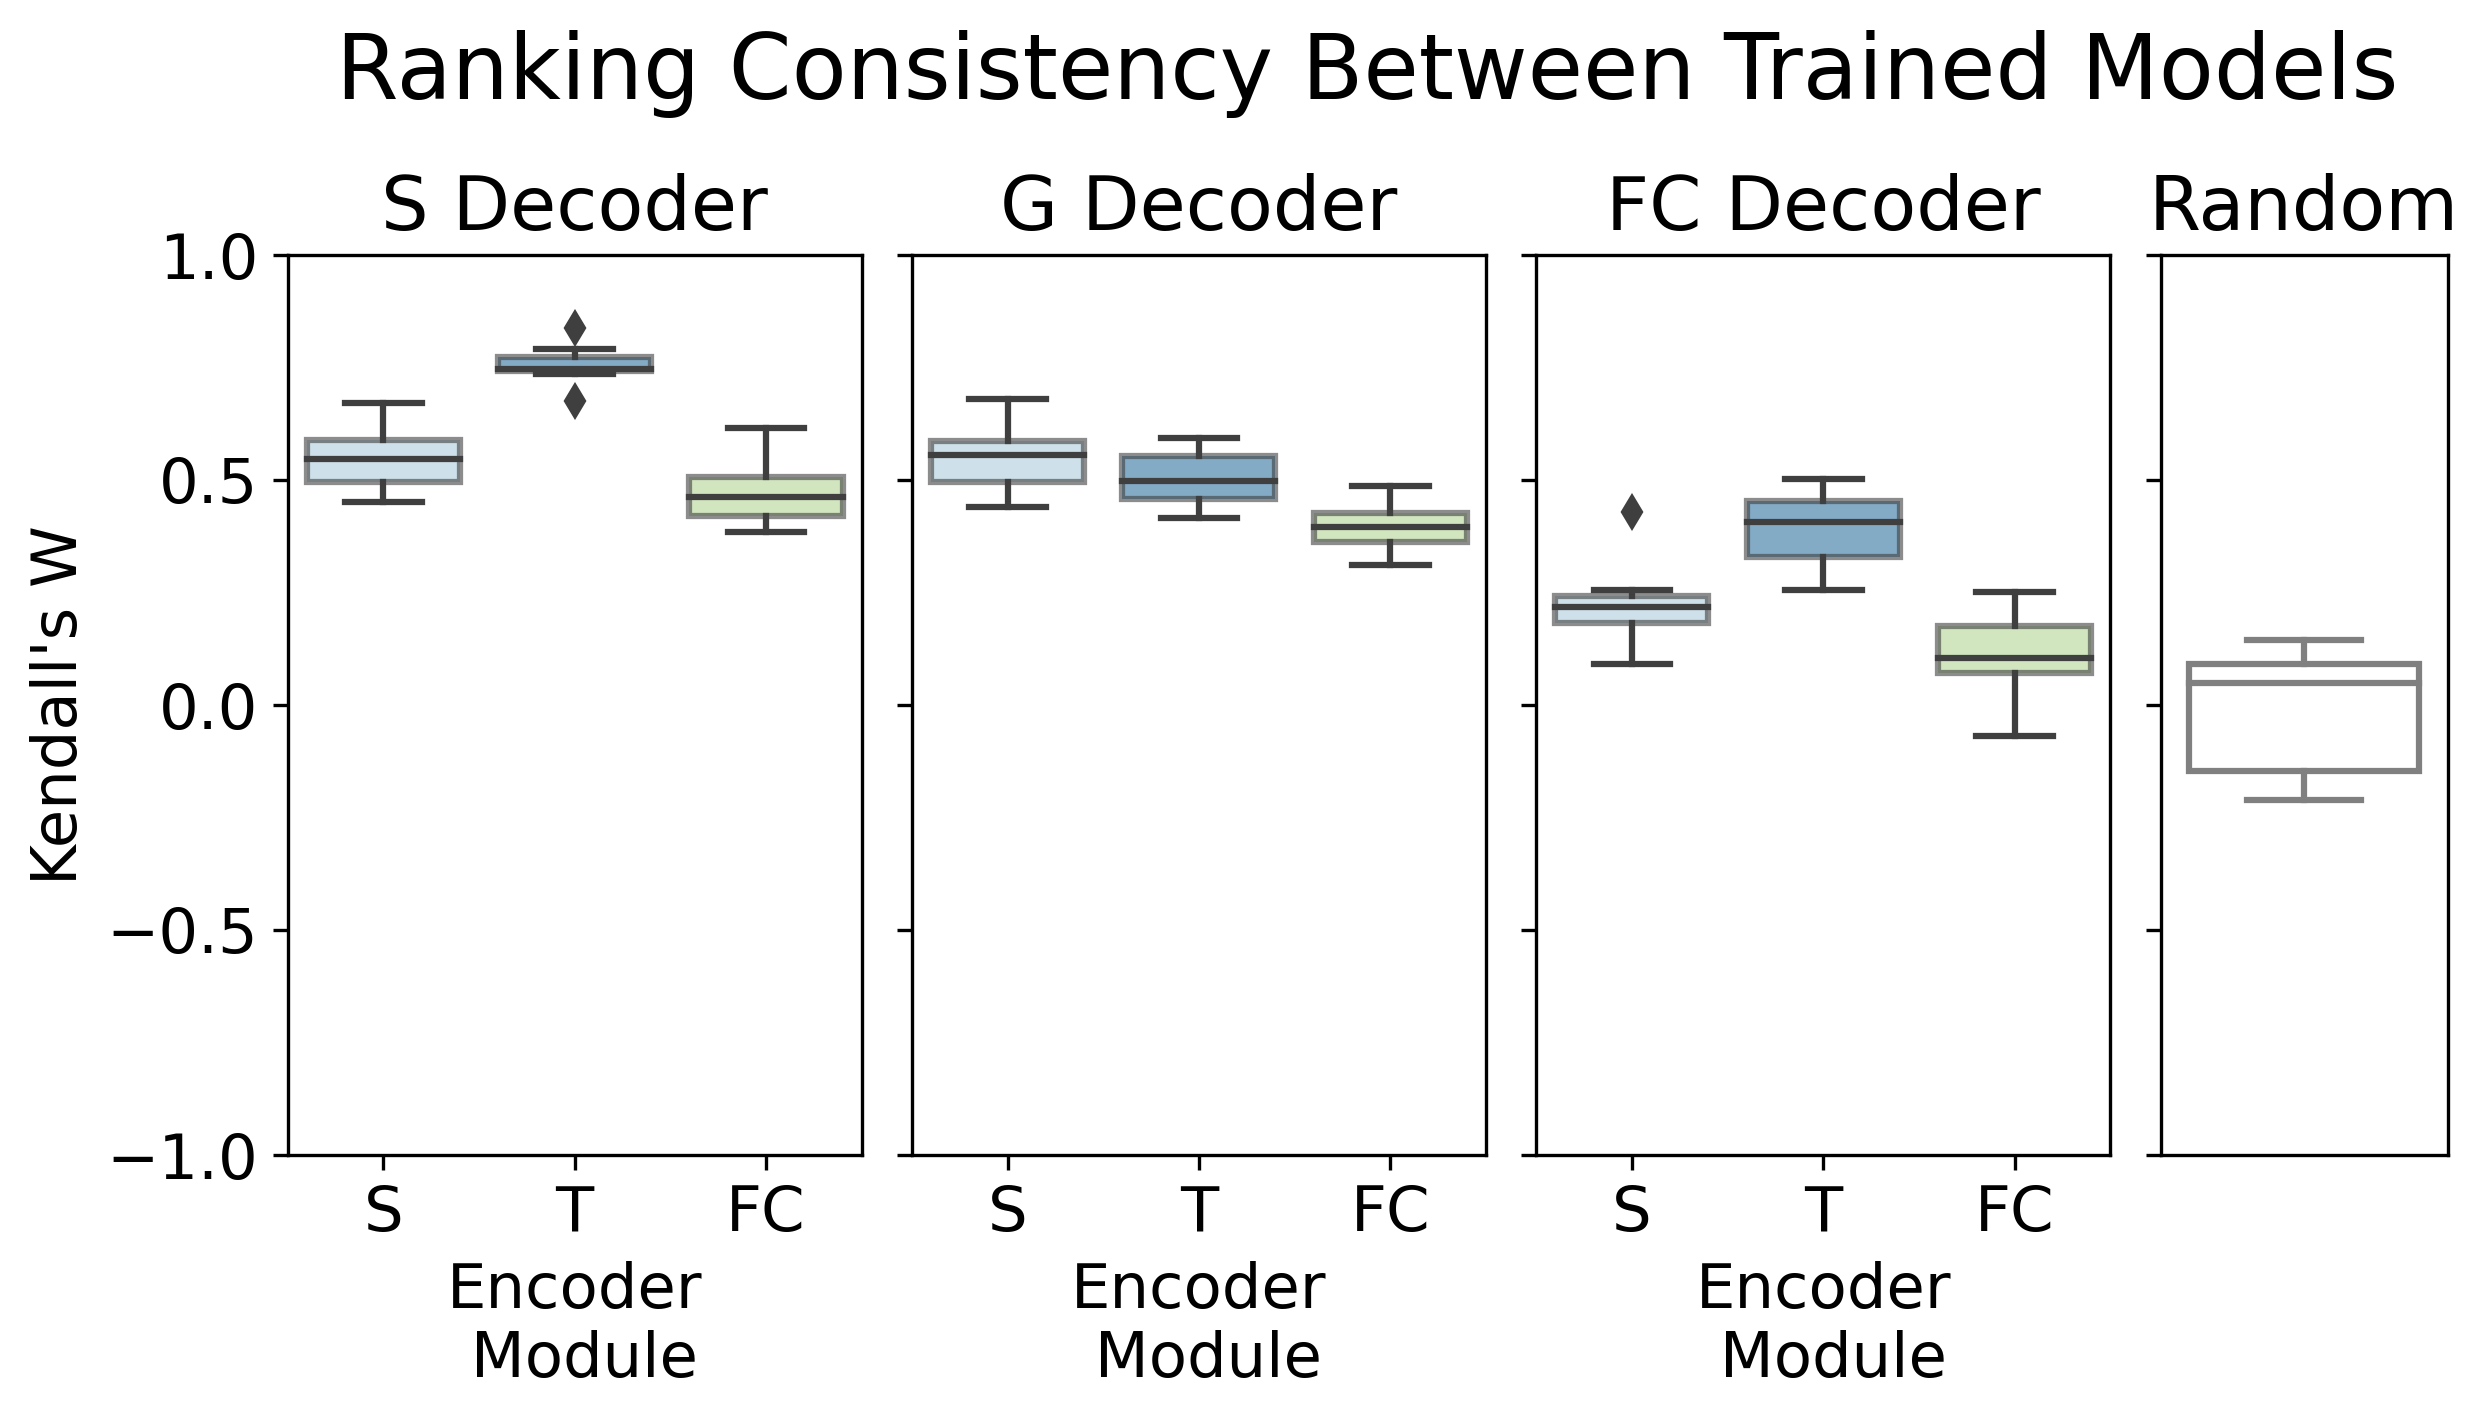 Ranking Consistency Between Trained Models
S Decoder
G Decoder
FC Decoder
Random
Kendall's W
1.0
0.5
0.0
−0.5
−1.0
S
T
FC
Encoder
Module
S
T
FC
Encoder
Module
S
T
FC
Encoder
Module